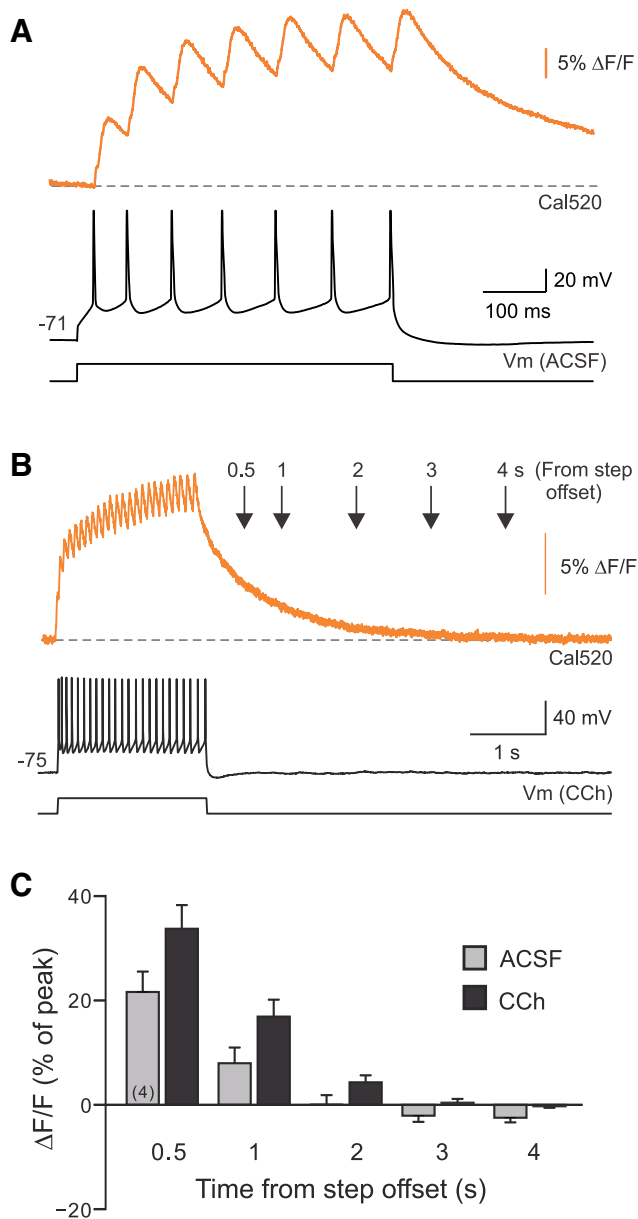 A
5% ΔF/F
Cal520
20 mV
100 ms
-71
Vm (ACSF)
B
0.5 1 2 3 4 s (From step
offset)
5% ΔF/F
Cal520
40 mV
1 s
-75
Vm (CCh)
C
ΔF/F (% of peak)
40
20
0
−20
ACSF
CCh
(4)
0.5 1 2 3 4
Time from step offset (s)